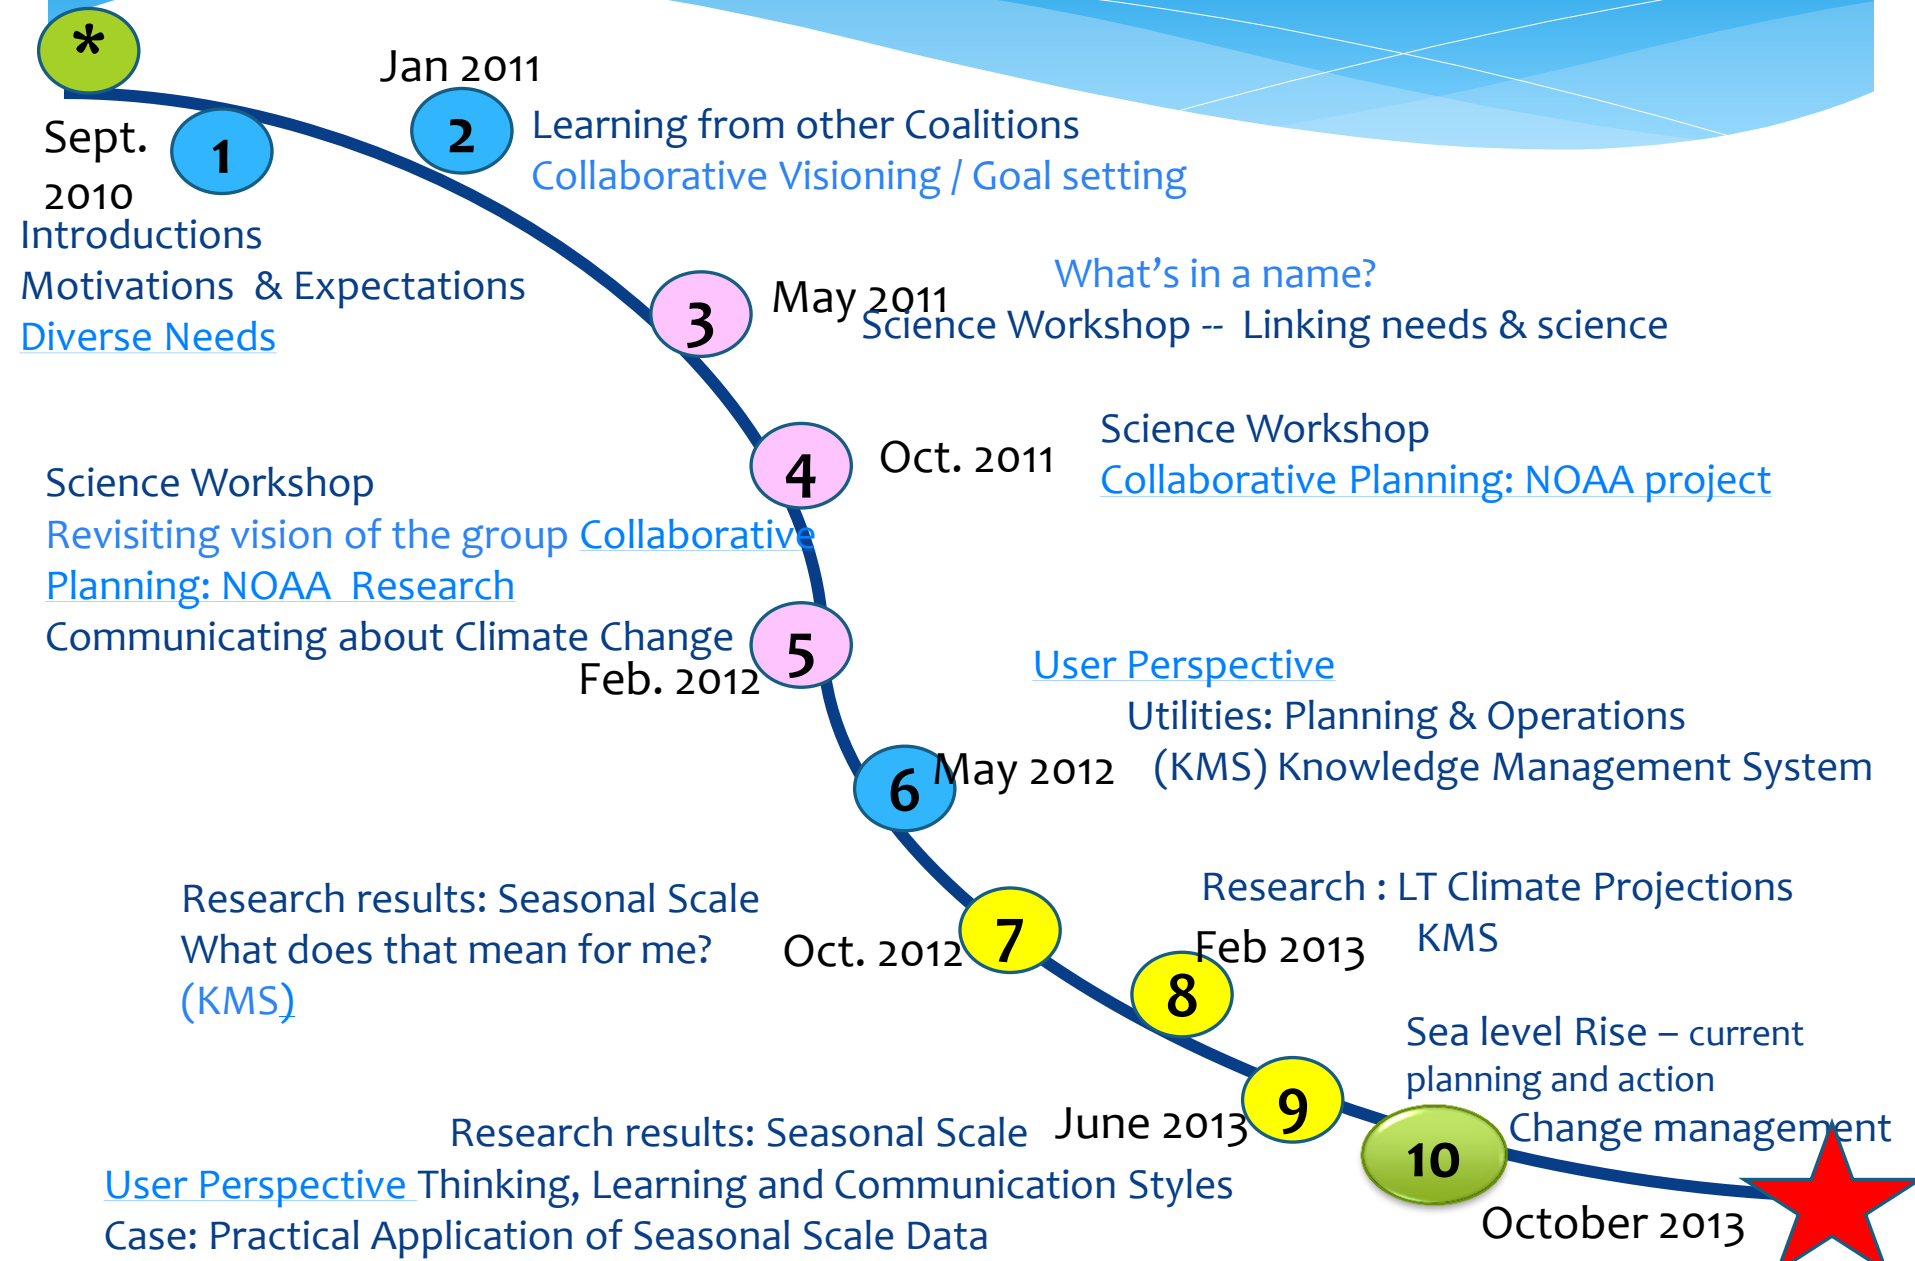 *
Jan 2011
Sept.
2010
1
2
Learning from other Coalitions
Collaborative Visioning / Goal setting
Introductions
Motivations & Expectations
Diverse Needs
3
May 2011
What's in a name?
Science Workshop -- Linking needs & science
4
Oct. 2011
Science Workshop
Collaborative Planning: NOAA project
Science Workshop
Revisiting vision of the group Collaborative
Planning: NOAA Research
Communicating about Climate Change
5
Feb. 2012
User Perspective
Utilities: Planning & Operations
(KMS) Knowledge Management System
6
May 2012
Research results: Seasonal Scale
What does that mean for me?
(KMS)
Oct. 2012
7
Research : LT Climate Projections
KMS
Feb 2013
8
Sea level Rise – current
planning and action
Change management
9
June 2013
Research results: Seasonal Scale
User Perspective Thinking, Learning and Communication Styles
Case: Practical Application of Seasonal Scale Data
10
October 2013